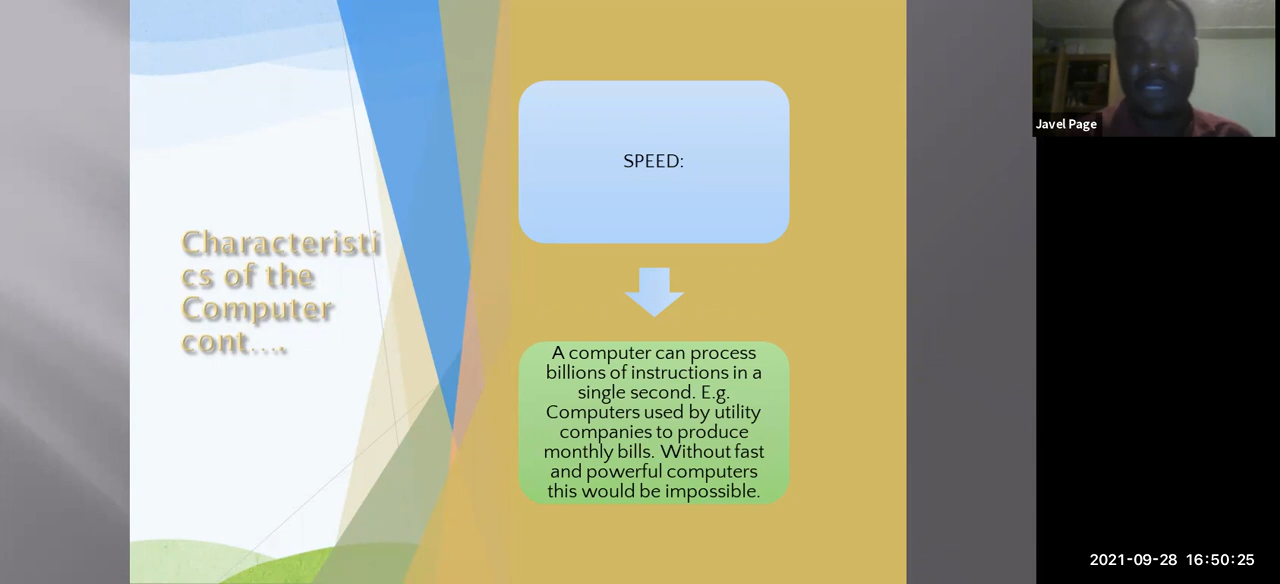 Characteristi
cs of the
Computer
cont….
SPEED:
A computer can process
billions of instructions in a
single second. E.g.
Computers used by utility
companies to produce
monthly bills. Without fast
and powerful computers
this would be impossible.
Javel Page
2021-09-28 16:50:25